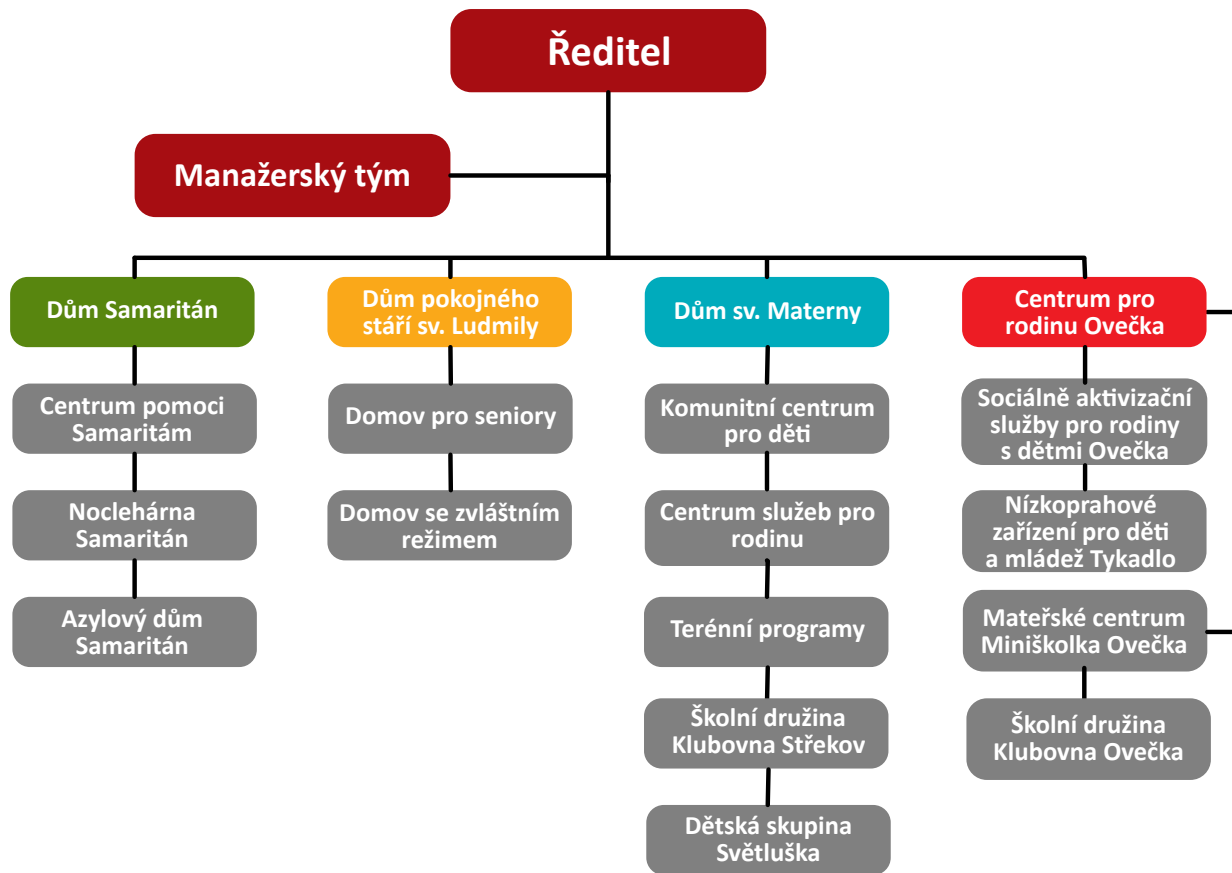 Ředitel
Manažerský tým
Dům Samaritán
Centrum pomoci
Samaritám
Noclehárna
Samaritán
Azylový dům
Samaritán
Dům pokojného
stáří sv. Ludmily
Domov pro seniory
Domov se zvláštním
režimem
Dům sv. Materny
Komunitní centrum
pro děti
Centrum služeb pro
rodinu
Terénní programy
Školní družina
Klubovna Střekov
Dětská skupina
Světluška
Centrum pro
rodinu Ovečka
Sociálně aktivizační
služby pro rodiny
s dětmi Ovečka
Nízkoprahové
zařízení pro děti
a mládež Tykadlo
Mateřské centrum
Miniškolka Ovečka
Školní družina
Klubovna Ovečka